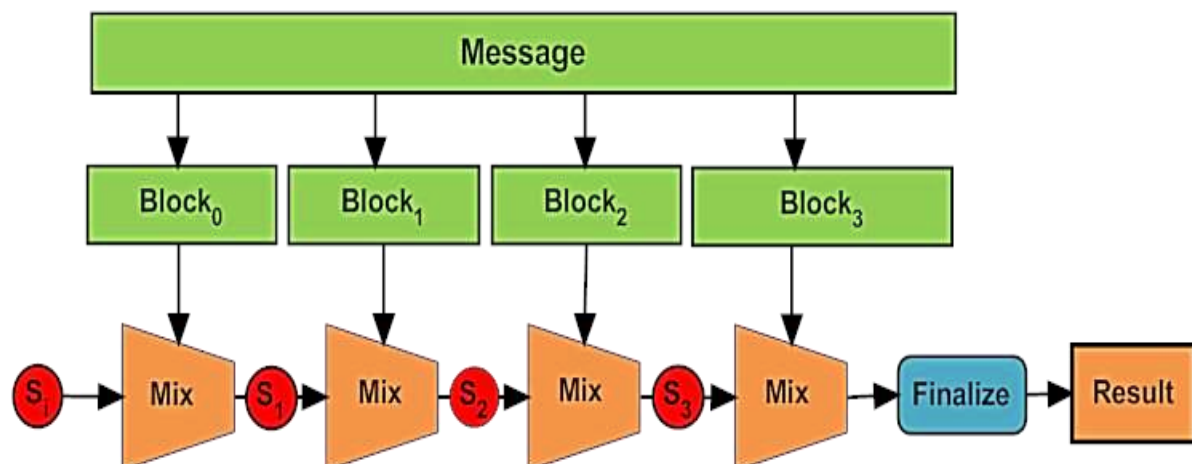 Message
Block₀ Block₁ Block₂ Block₃
Sᵢ Mix S₁ Mix S₂ Mix S₃ Mix Finalize Result